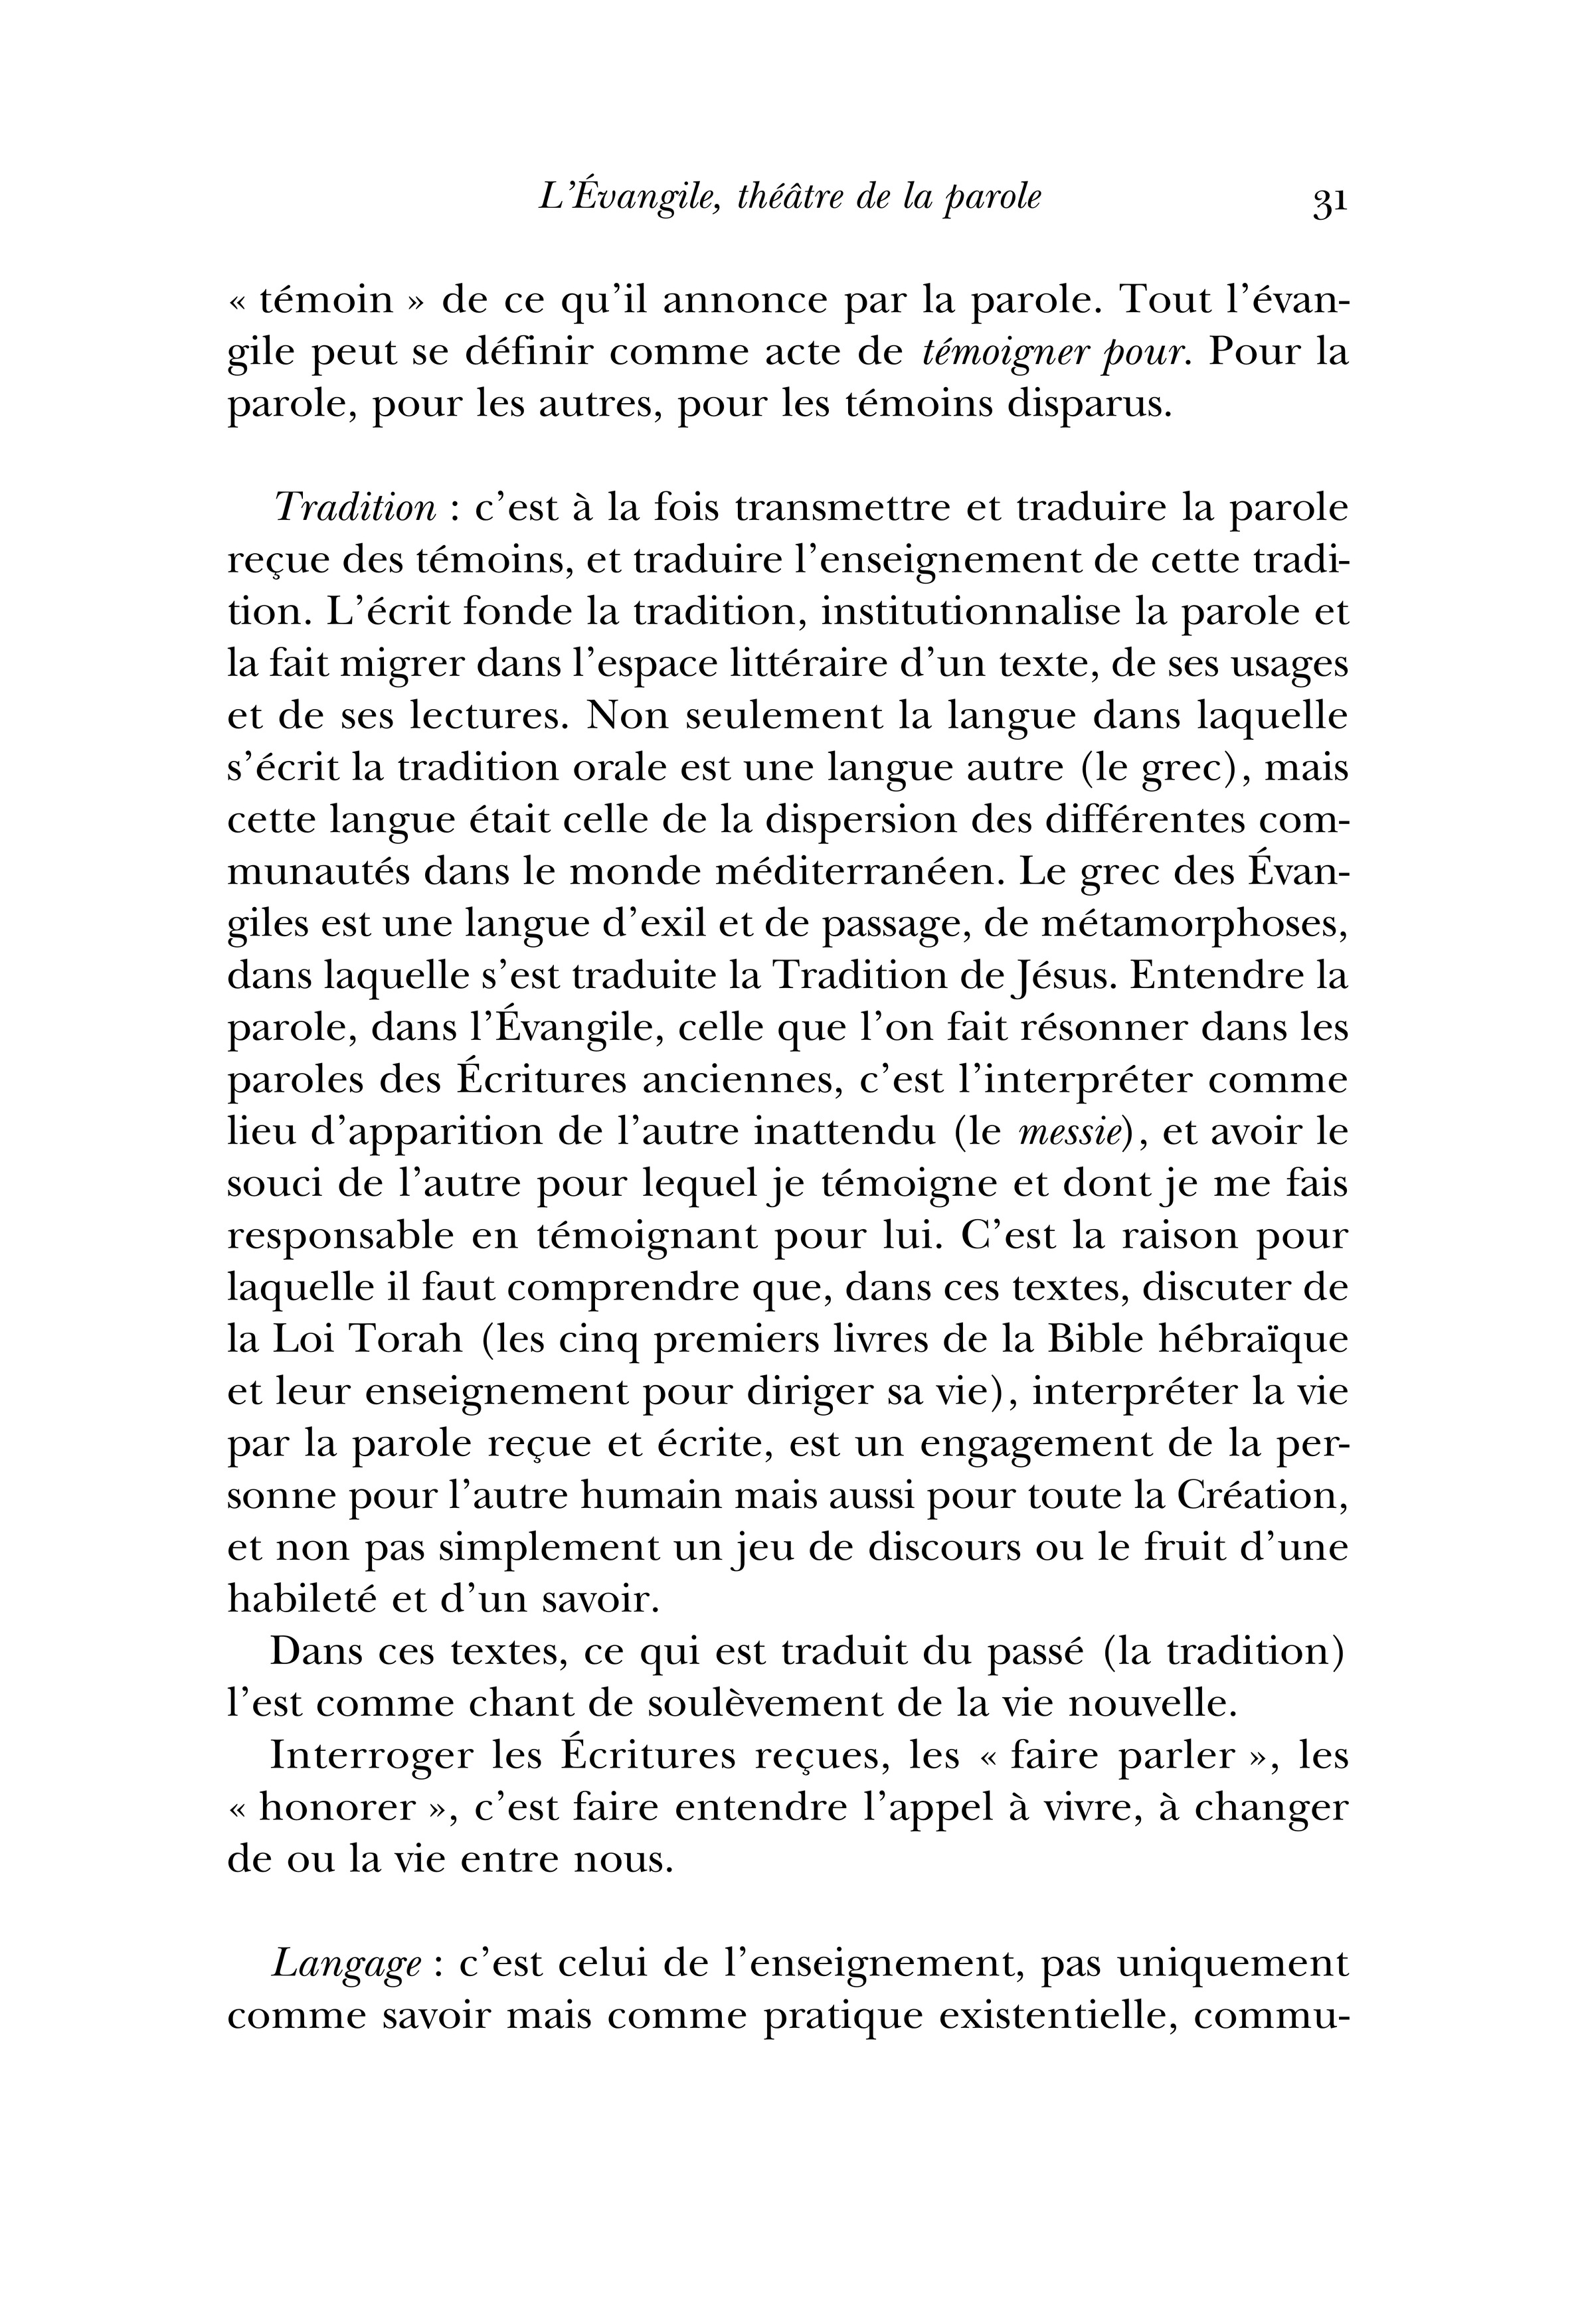 L’Évangile, théâtre de la parole 31
« témoin » de ce qu’il annonce par la parole. Tout l’évan-
gile peut se définir comme acte de témoigner pour. Pour la
parole, pour les autres, pour les témoins disparus.
Tradition : c’est à la fois transmettre et traduire la parole
reçue des témoins, et traduire l’enseignement de cette tradi-
tion. L’écrit fonde la tradition, institutionnalise la parole et
la fait migrer dans l’espace littéraire d’un texte, de ses usages
et de ses lectures. Non seulement la langue dans laquelle
s’écrit la tradition orale est une langue autre (le grec), mais
cette langue était celle de la dispersion des différentes com-
munautés dans le monde méditerranéen. Le grec des Évan-
giles est une langue d’exil et de passage, de métamorphoses,
dans laquelle s’est traduite la Tradition de Jésus. Entendre la
parole, dans l’Évangile, celle que l’on fait résonner dans les
paroles des Écritures anciennes, c’est l’interpréter comme
lieu d’apparition de l’autre inattendu (le messie), et avoir le
souci de l’autre pour lequel je témoigne et dont je me fais
responsable en témoignant pour lui. C’est la raison pour
laquelle il faut comprendre que, dans ces textes, discuter de
la Loi Torah (les cinq premiers livres de la Bible hébraïque
et leur enseignement pour diriger sa vie), interpréter la vie
par la parole reçue et écrite, est un engagement de la per-
sonne pour l’autre humain mais aussi pour toute la Création,
et non pas simplement un jeu de discours ou le fruit d’une
habileté et d’un savoir.
Dans ces textes, ce qui est traduit du passé (la tradition)
l’est comme chant de soulèvement de la vie nouvelle.
Interroger les Écritures reçues, les « faire parler », les
« honorer », c’est faire entendre l’appel à vivre, à changer
de ou la vie entre nous.
Langage : c’est celui de l’enseignement, pas uniquement
comme savoir mais comme pratique existentielle, commu-